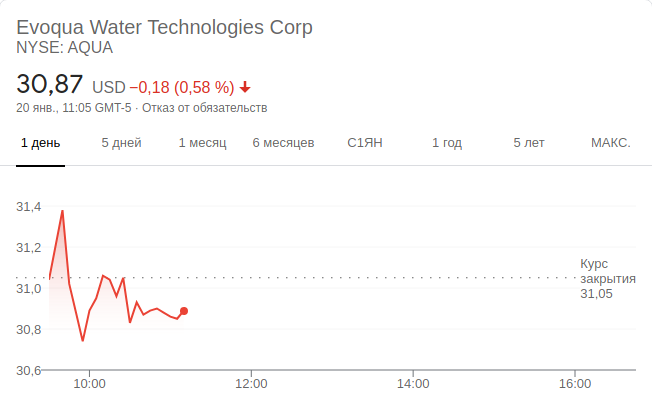 Evoqua Water Technologies Corp
NYSE: AQUA
30,87 USD −0,18 (0,58 %)
20 янв., 11:05 GMT-5 · Отказ от обязательств
1 день 5 дней 1 месяц 6 месяцев С1ЯН 1 год 5 лет МАКС.
31,4
31,2
31,0
30,8
30,6
Курс
закрытия
31,05
10:00 12:00 14:00 16:00